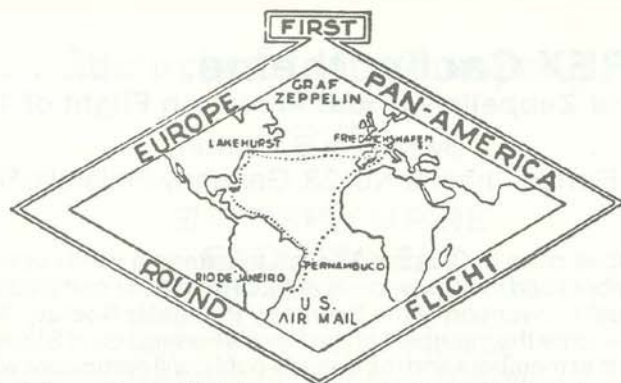 FIRST
EUROPE
PAN-AMERICA
GRAF
ZEPPELIN
LAKEHURST
FRIEDRICHSHAFEN
RIO DE JANEIRO
PERNAMBUCO
U.S.
AIR MAIL
ROUND
FLIGHT